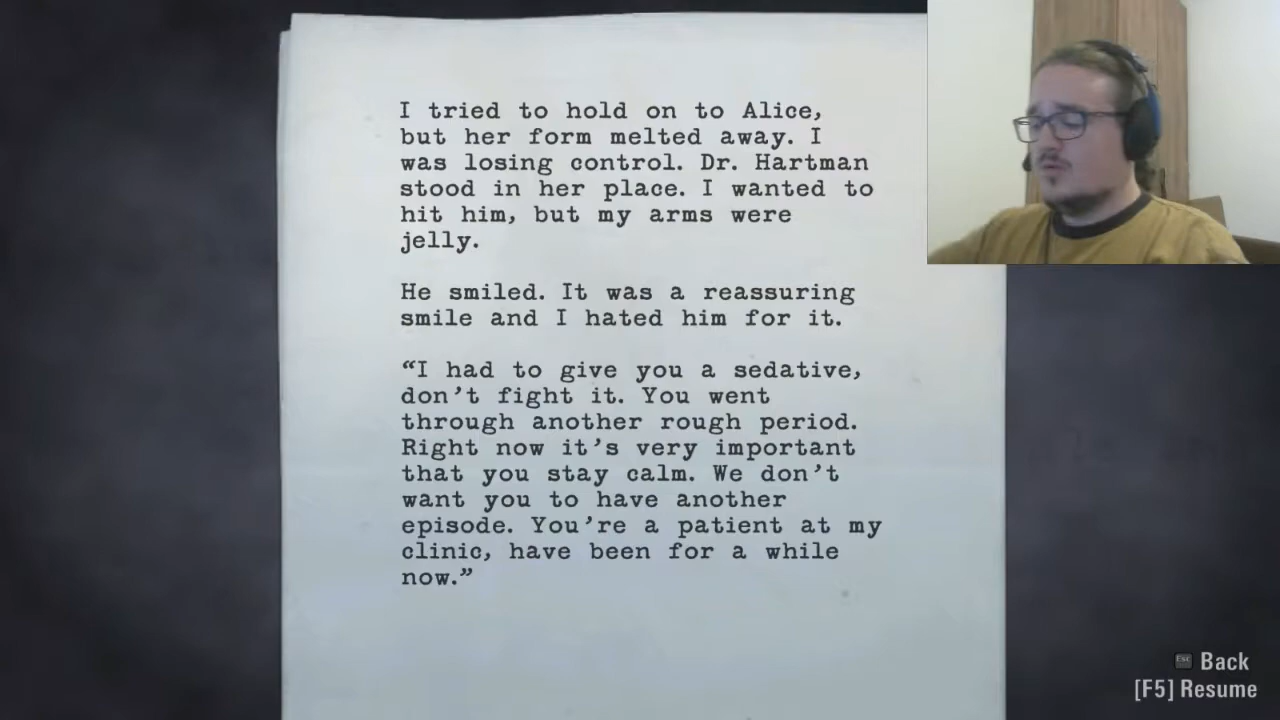 I tried to hold on to Alice,
but her form melted away. I
was losing control. Dr. Hartman
stood in her place. I wanted to
hit him, but my arms were
jelly.
He smiled. It was a reassuring
smile and I hated him for it.
“I had to give you a sedative,
don’t fight it. You went
through another rough period.
Right now it’s very important
that you stay calm. We don’t
want you to have another
episode. You’re a patient at my
clinic, have been for a while
now.”
Esc Back
[F5] Resume